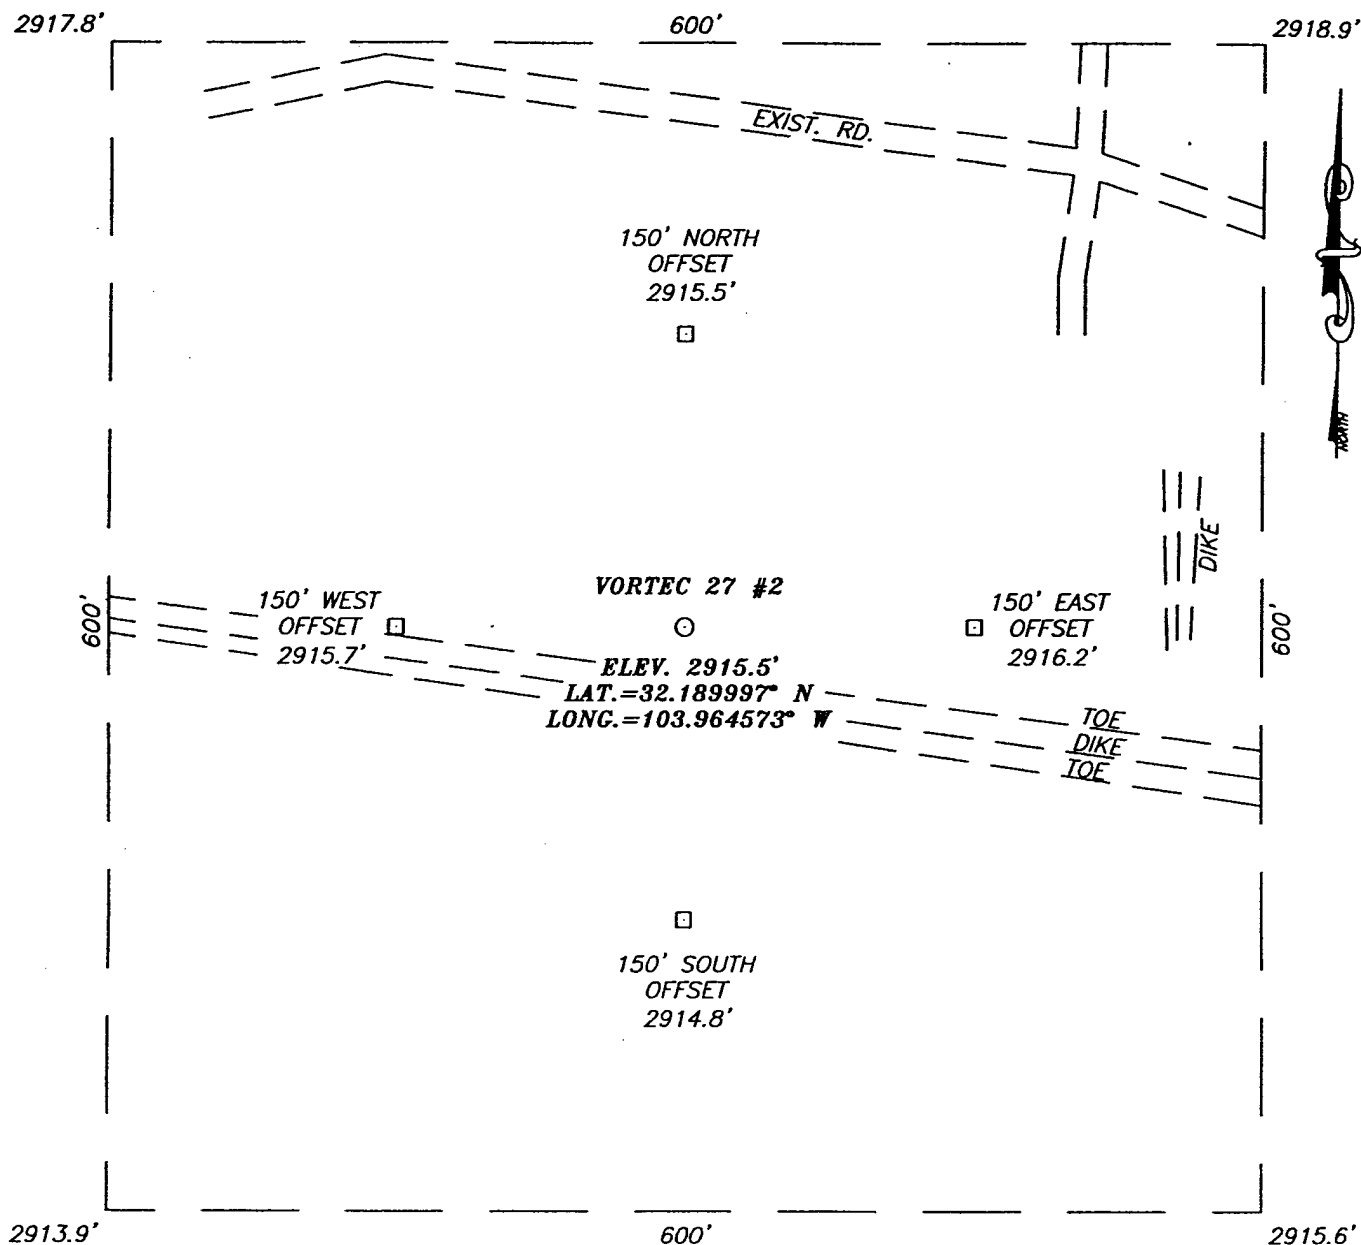 2917.8'
600'
2918.9'
EXIST. RD.
150' NORTH
OFFSET
2915.5'
NORTH
DIKE
600'
150' WEST
OFFSET
2915.7'
VORTEC 27 #2
ELEV. 2915.5'
LAT.=32.189997° N
LONG.=103.964573° W
150' EAST
OFFSET
2916.2'
600'
TOE
DIKE
TOE
150' SOUTH
OFFSET
2914.8'
2913.9'
600'
2915.6'